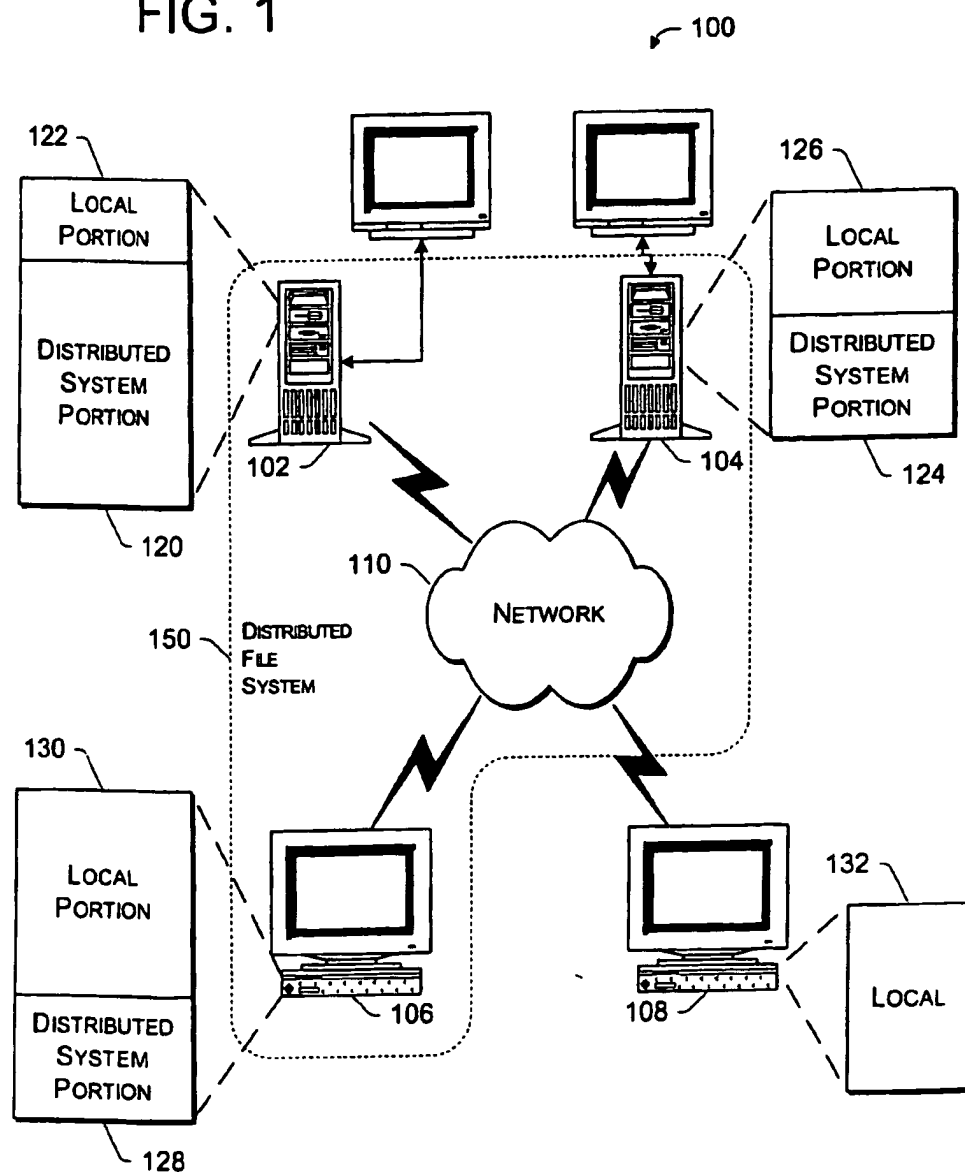 FIG. 1
100
122
LOCAL
PORTION
DISTRIBUTED
SYSTEM
PORTION
120
126
LOCAL
PORTION
DISTRIBUTED
SYSTEM
PORTION
124
102
104
110
NETWORK
150
DISTRIBUTED
FILE
SYSTEM
130
LOCAL
PORTION
DISTRIBUTED
SYSTEM
PORTION
128
106
108
132
LOCAL